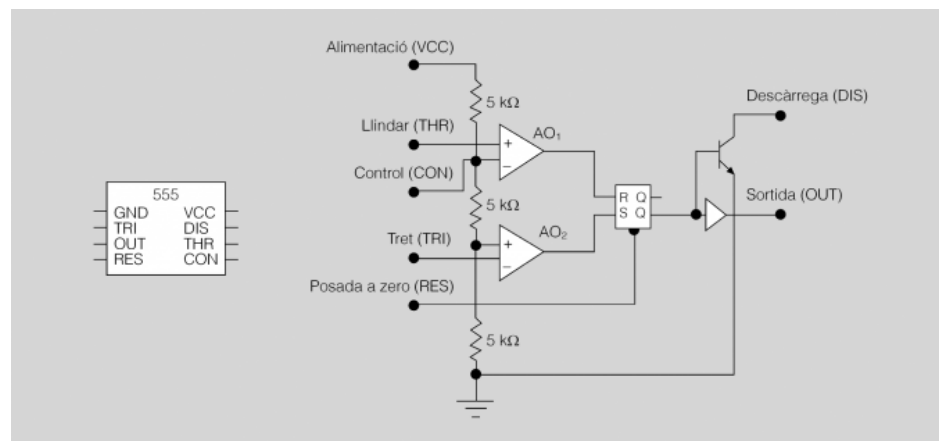 555
GND VCC
TRI DIS
OUT THR
RES CON
Alimentació (VCC)
5 kΩ
Llindar (THR)
+
−
AO₁
Control (CON)
5 kΩ
Tret (TRI)
+
−
AO₂
Posada a zero (RES)
5 kΩ
R Q
S Q
Descàrrega (DIS)
Sortida (OUT)